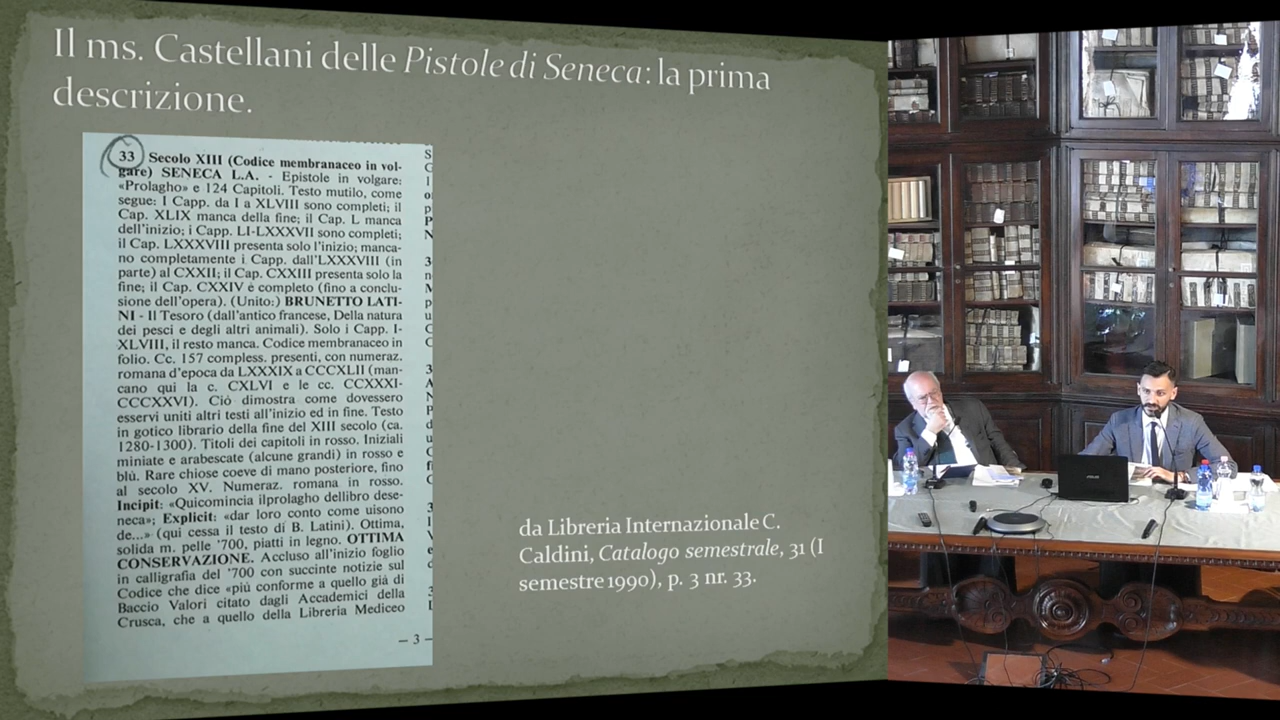 Il ms. Castellani delle Pistole di Seneca: la prima
descrizione.
33 Secolo XIII (Codice membranaceo in vol-
gare) SENECA L.A. - Epistole in volgare:
«Prolagho» e 124 Capitoli. Testo mutilo, come
segue: I Capp. da I a XLVIII sono completi; il
Cap. XLIX manca della fine; il Cap. L manca
dell'inizio; i Capp. LI-LXXXVII sono completi;
il Cap. LXXXVIII presenta solo l'inizio; manca-
no completamente i Capp. dall'LXXXVIII (in
parte) al CXXII; il Cap. CXXIII presenta solo la
fine; il Cap. CXXIV è completo (fino a conclu-
sione dell'opera). (Unito:) BRUNETTO LATI-
NI - Il Tesoro (dall'antico francese, Della natura
dei pesci e degli altri animali). Solo i Capp. I-
XLVIII, il resto manca. Codice membranaceo in
folio. Cc. 157 compless. presenti, con numeraz.
romana d'epoca da LXXXIX a CCCXLII (man-
cano qui la c. CXLVI e le cc. CCXXXI-
CCCXXVI). Ciò dimostra come dovessero
esservi uniti altri testi all'inizio ed in fine. Testo
in gotico librario della fine del XIII secolo (ca.
1280-1300). Titoli dei capitoli in rosso. Iniziali
miniate e arabescate (alcune grandi) in rosso e
blù. Rare chiose coeve di mano posteriore, fino
al secolo XV. Numeraz. romana in rosso.
Incipit: «Quicomincia ilprolagho dellibro dese-
neca»; Explicit: «dar loro conto come uisono
de...» (qui cessa il testo di B. Latini). Ottima,
solida m. pelle '700, piatti in legno. OTTIMA
CONSERVAZIONE. Accluso all'inizio foglio
in calligrafia del '700 con succinte notizie sul
Codice che dice «più conforme a quello già di
Baccio Valori citato dagli Accademici della
Crusca, che a quello della Libreria Mediceo
— 3 —
da Libreria Internazionale C.
Caldini, Catalogo semestrale, 31 (I
semestre 1990), p. 3 nr. 33.